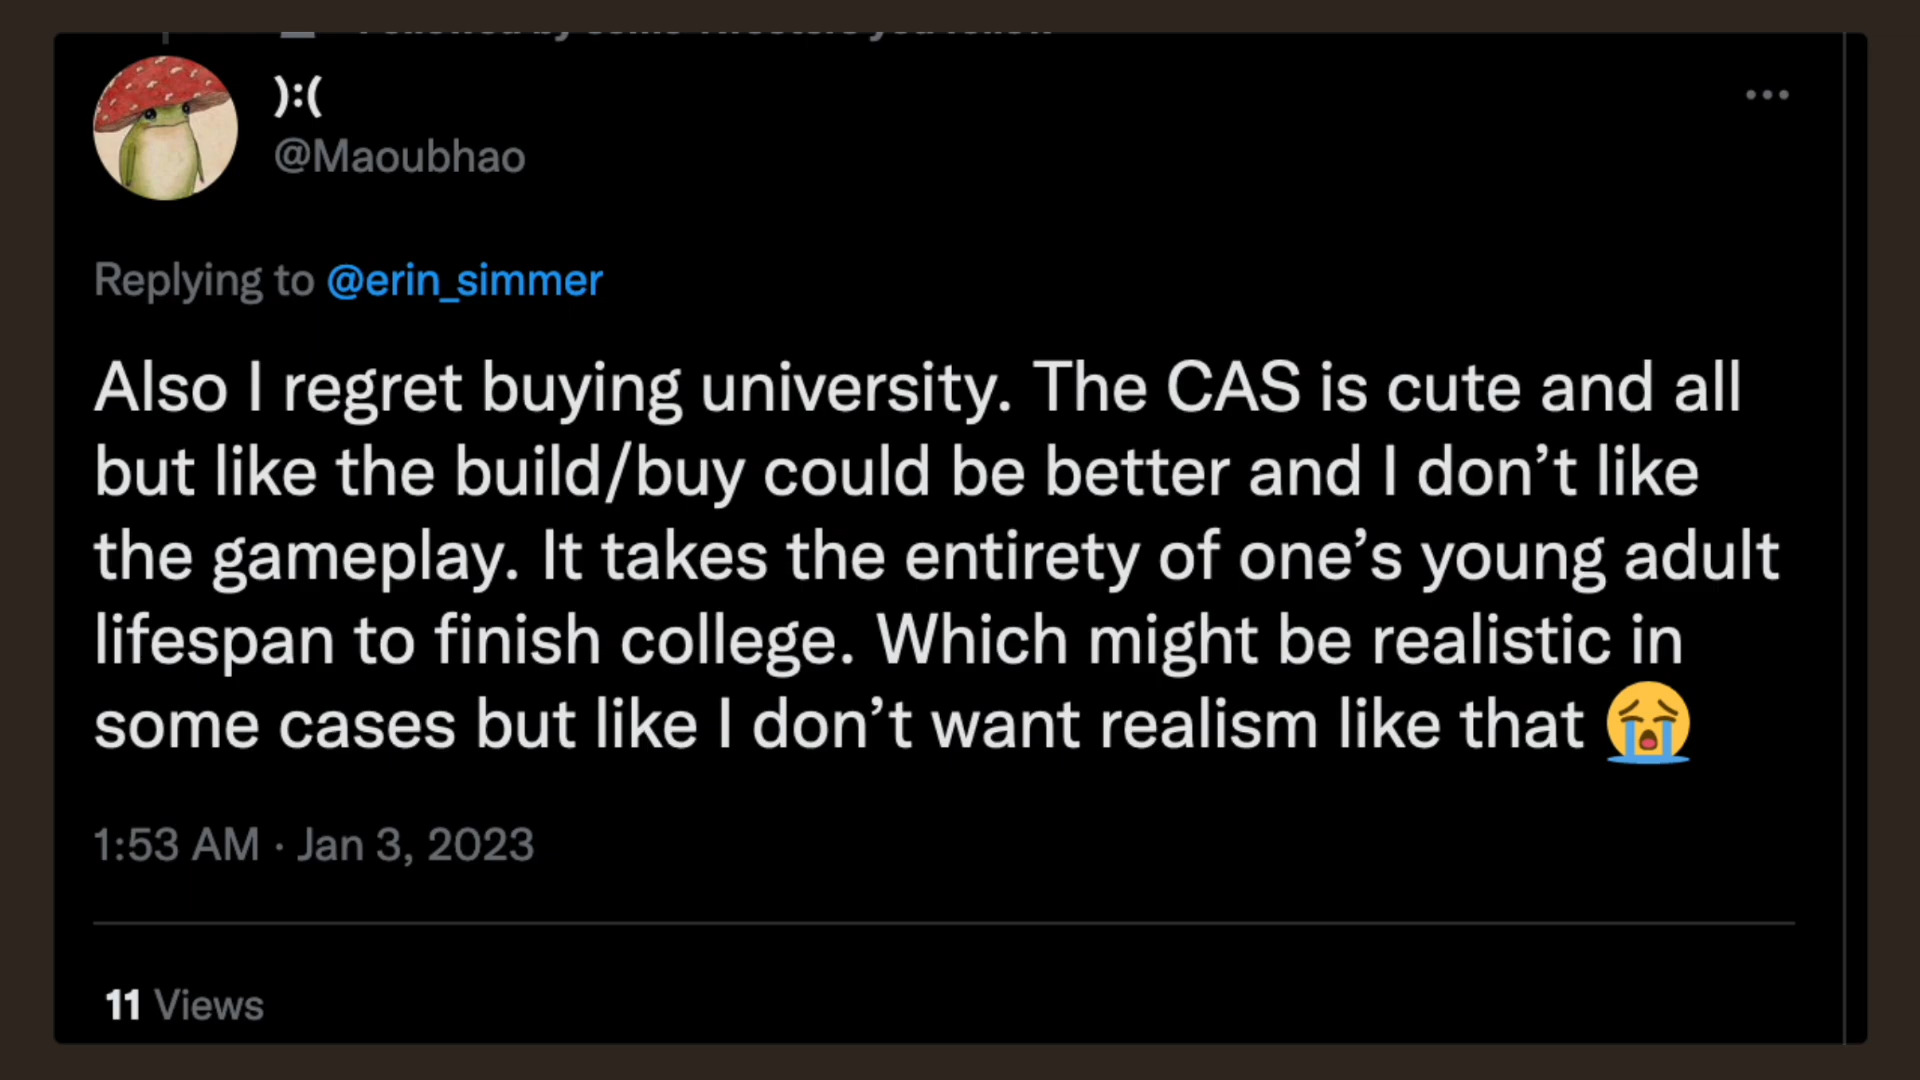 ):(
@Maoubhao
Replying to @erin_simmer
Also I regret buying university. The CAS is cute and all
but like the build/buy could be better and I don’t like
the gameplay. It takes the entirety of one’s young adult
lifespan to finish college. Which might be realistic in
some cases but like I don’t want realism like that 😭
1:53 AM · Jan 3, 2023
11 Views